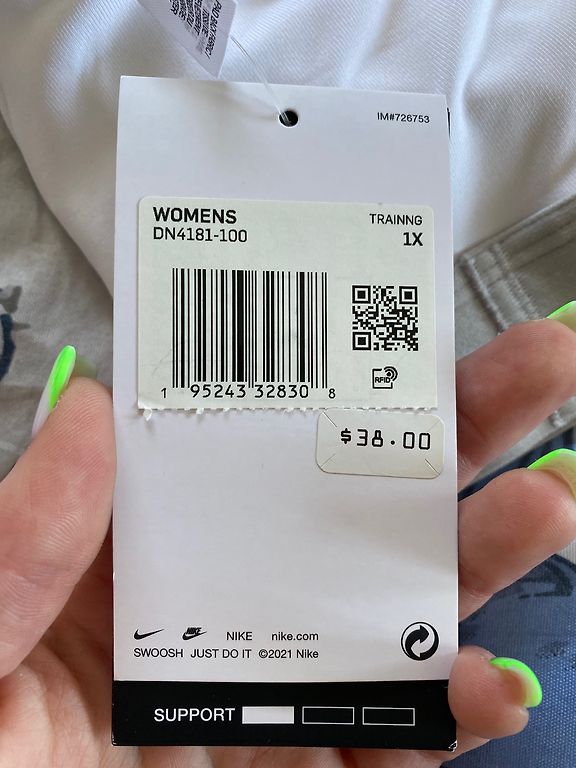 IM#726753
WOMENS
TRAINNG
DN4181-100
1X
1 95243 32830 8
RFID
$38.00
NIKE nike.com
SWOOSH JUST DO IT ©2021 Nike
SUPPORT